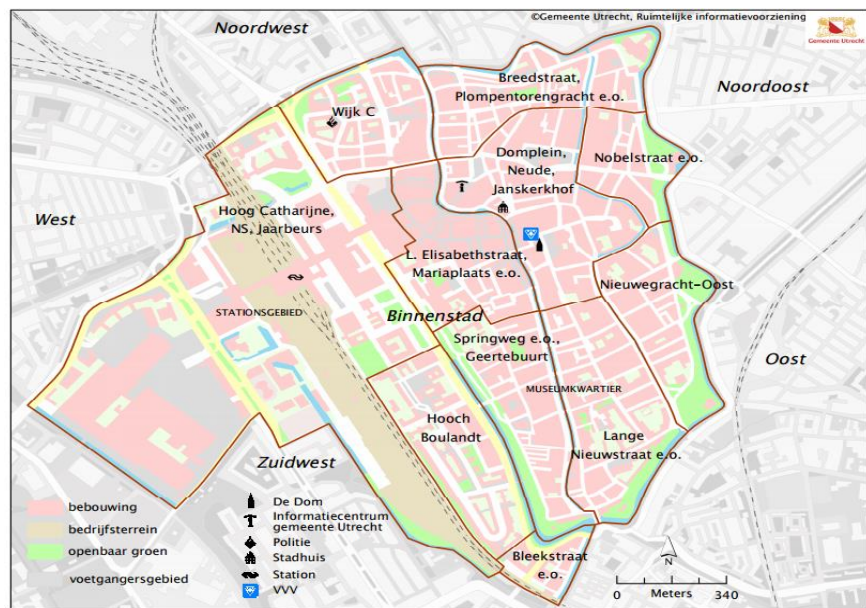 ©Gemeente Utrecht, Ruimtelijke informatievoorziening
Gemeente Utrecht
Noordwest
Noordoost
Breedstraat,
Plompentorengracht e.o.
Wijk C
Domplein,
Neude,
Janskerkhof
Nobelstraat e.o.
West
Hoog Catharijne,
NS, Jaarbeurs
L. Elisabethstraat,
Mariaplaats e.o.
Nieuwegracht-Oost
STATIONSGEBIED
Binnenstad
Springweg e.o.,
Geertebuurt
Oost
MUSEUMKWARTIER
Hooch
Boulandt
Lange
Nieuwstraat e.o.
Zuidwest
bebouwing
bedrijfsterrein
openbaar groen
voetgangersgebied
De Dom
Informatiecentrum
gemeente Utrecht
Politie
Stadhuis
Station
VVV
Bleekstraat
e.o.
N
0 Meters 340